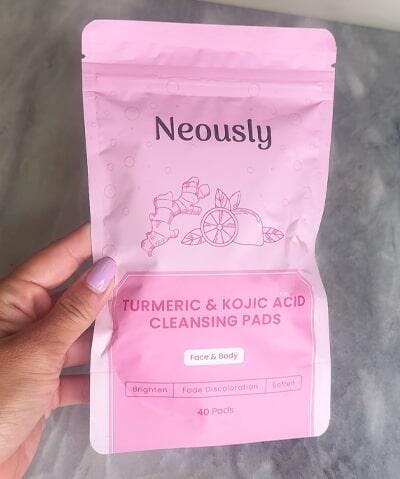 Neously
TURMERIC & KOJIC ACID
CLEANSING PADS
Face & Body
Brighten | Fade Discoloration | Soften
40 Pads